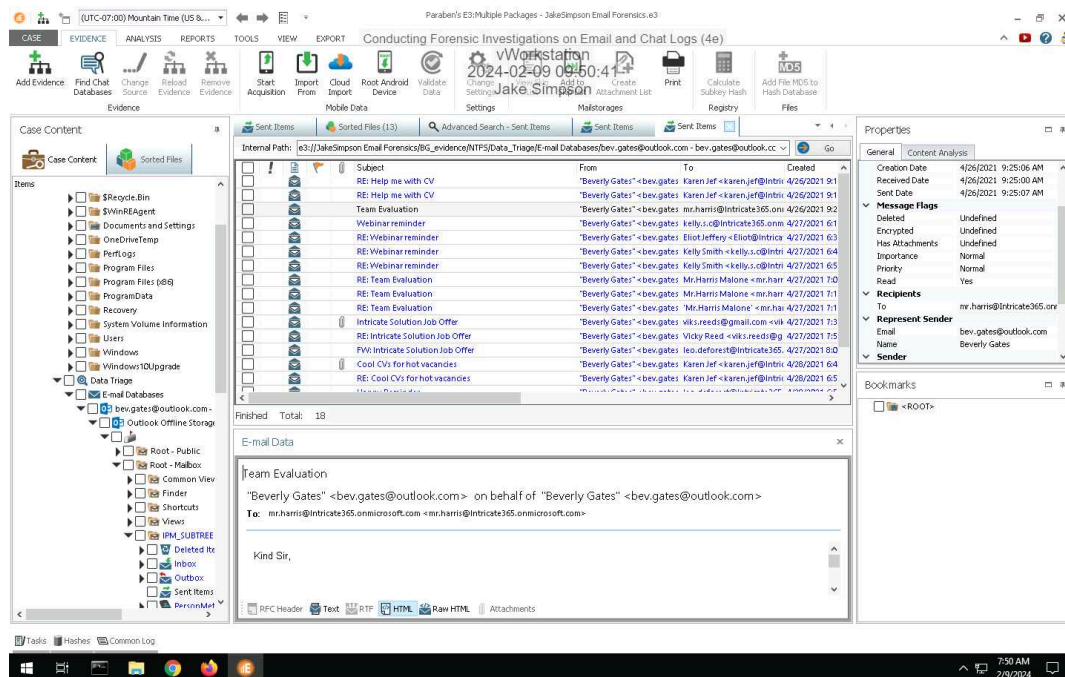 (UTC-07:00) Mountain Time (US &...
Paraben's E3:Multiple Packages - JakeSimpson Email Forensics.e3
CASE EVIDENCE ANALYSIS REPORTS TOOLS VIEW EXPORT
Conducting Forensic Investigations on Email and Chat Logs (4e)
vWorkstation
2024-02-09 09:50:41
Jake Simpson
Add Evidence
Find Chat Databases
Change Source
Reload Evidence
Remove Evidence
Start Acquisition
Import From
Cloud Import
Root Android Device
Validate Data
Change Settings
Add to
Create Attachment List
Print
Calculate Subkey Hash
MD5
Add File MD5 to Hash Database
Evidence Mobile Data Settings Mailstorages Registry Files
Case Content
Case Content Sorted Files
Items
$Recycle.Bin
$WinREAgent
Documents and Settings
OneDriveTemp
PerfLogs
Program Files
Program Files (x86)
ProgramData
Recovery
System Volume Information
Users
Windows
Windows10Upgrade
Data Triage
E-mail Databases
bev.gates@outlook.com -
Outlook Offline Storage
Root - Public
Root - Mailbox
Common View
Finder
Shortcuts
Views
IPM_SUBTREE
Deleted Ite
Inbox
Outbox
Sent Items
PersonMet
Sent Items Sorted Files (13) Advanced Search - Sent Items Sent Items Sent Items
Internal Path: e3://JakeSimpson Email Forensics/BG_evidence/NTFS/Data_Triage/E-mail Databases/bev.gates@outlook.com - bev.gates@outlook.cc Go
Subject From To Created
RE: Help me with CV "Beverly Gates" <bev.gates Karen Jef <karen.jef@Intric 4/26/2021 9:1
RE: Help me with CV "Beverly Gates" <bev.gates Karen Jef <karen.jef@Intric 4/26/2021 9:1
Team Evaluation "Beverly Gates" <bev.gates mr.harris@Intricate365.onm 4/26/2021 9:2
Webinar reminder "Beverly Gates" <bev.gates kelly.s.c@Intricate365.onm 4/27/2021 6:1
RE: Webinar reminder "Beverly Gates" <bev.gates Eliot Jeffery <Eliot@Intrica 4/27/2021 6:3
RE: Webinar reminder "Beverly Gates" <bev.gates Kelly Smith <kelly.s.c@Intri 4/27/2021 6:4
RE: Webinar reminder "Beverly Gates" <bev.gates Kelly Smith <kelly.s.c@Intri 4/27/2021 6:5
RE: Team Evaluation "Beverly Gates" <bev.gates Mr.Harris Malone <mr.harr 4/27/2021 7:0
RE: Team Evaluation "Beverly Gates" <bev.gates Mr.Harris Malone <mr.harr 4/27/2021 7:1
RE: Team Evaluation "Beverly Gates" <bev.gates 'Mr.Harris Malone' <mr.ha 4/27/2021 7:1
Intricate Solution Job Offer "Beverly Gates" <bev.gates viks.reeds@gmail.com <vik 4/27/2021 7:3
RE: Intricate Solution Job Offer "Beverly Gates" <bev.gates Vicky Reed <viks.reeds@g 4/27/2021 7:5
FW: Intricate Solution Job Offer "Beverly Gates" <bev.gates leo.deforest@Intricate365. 4/27/2021 8:0
Cool CVs for hot vacancies "Beverly Gates" <bev.gates Karen Jef <karen.jef@Intric 4/28/2021 6:4
RE: Cool CVs for hot vacancies "Beverly Gates" <bev.gates Karen Jef <karen.jef@Intric 4/28/2021 6:5
Finished Total: 18
E-mail Data
Team Evaluation
"Beverly Gates" <bev.gates@outlook.com> on behalf of "Beverly Gates" <bev.gates@outlook.com>
To: mr.harris@Intricate365.onmicrosoft.com <mr.harris@Intricate365.onmicrosoft.com>
Kind Sir,
RFC Header Text RTF HTML Raw HTML Attachments
Properties
General Content Analysis
Creation Date 4/26/2021 9:25:06 AM
Received Date 4/26/2021 9:25:00 AM
Sent Date 4/26/2021 9:25:07 AM
Message Flags
Deleted Undefined
Encrypted Undefined
Has Attachments Undefined
Importance Normal
Priority Normal
Read Yes
Recipients
To mr.harris@Intricate365.onr
Represent Sender
Email bev.gates@outlook.com
Name Beverly Gates
Sender
Bookmarks
<ROOT>
Tasks Hashes Common Log
7:50 AM
2/9/2024